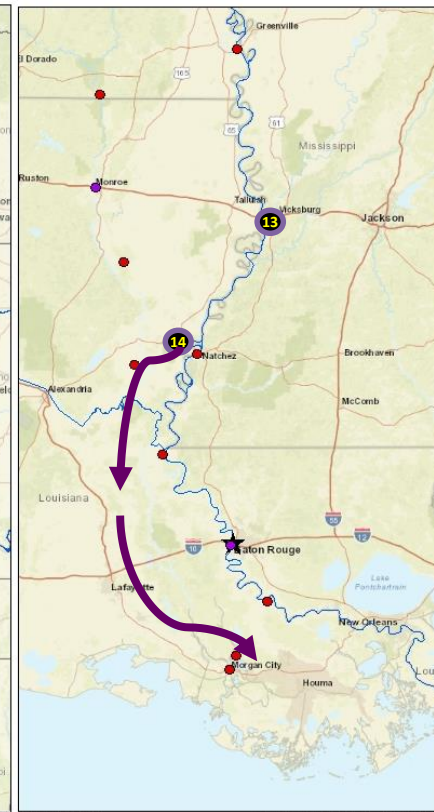 Greenville
El Dorado
165
65
61
Mississippi
Ruston
Monroe
Tallulah
Vicksburg
13
Jackson
14
Natchez
Brookhaven
Alexandria
McComb
Louisiana
55
10
12
Baton Rouge
Lake
Pontchartrain
Lafayette
New Orleans
Morgan City
Houma